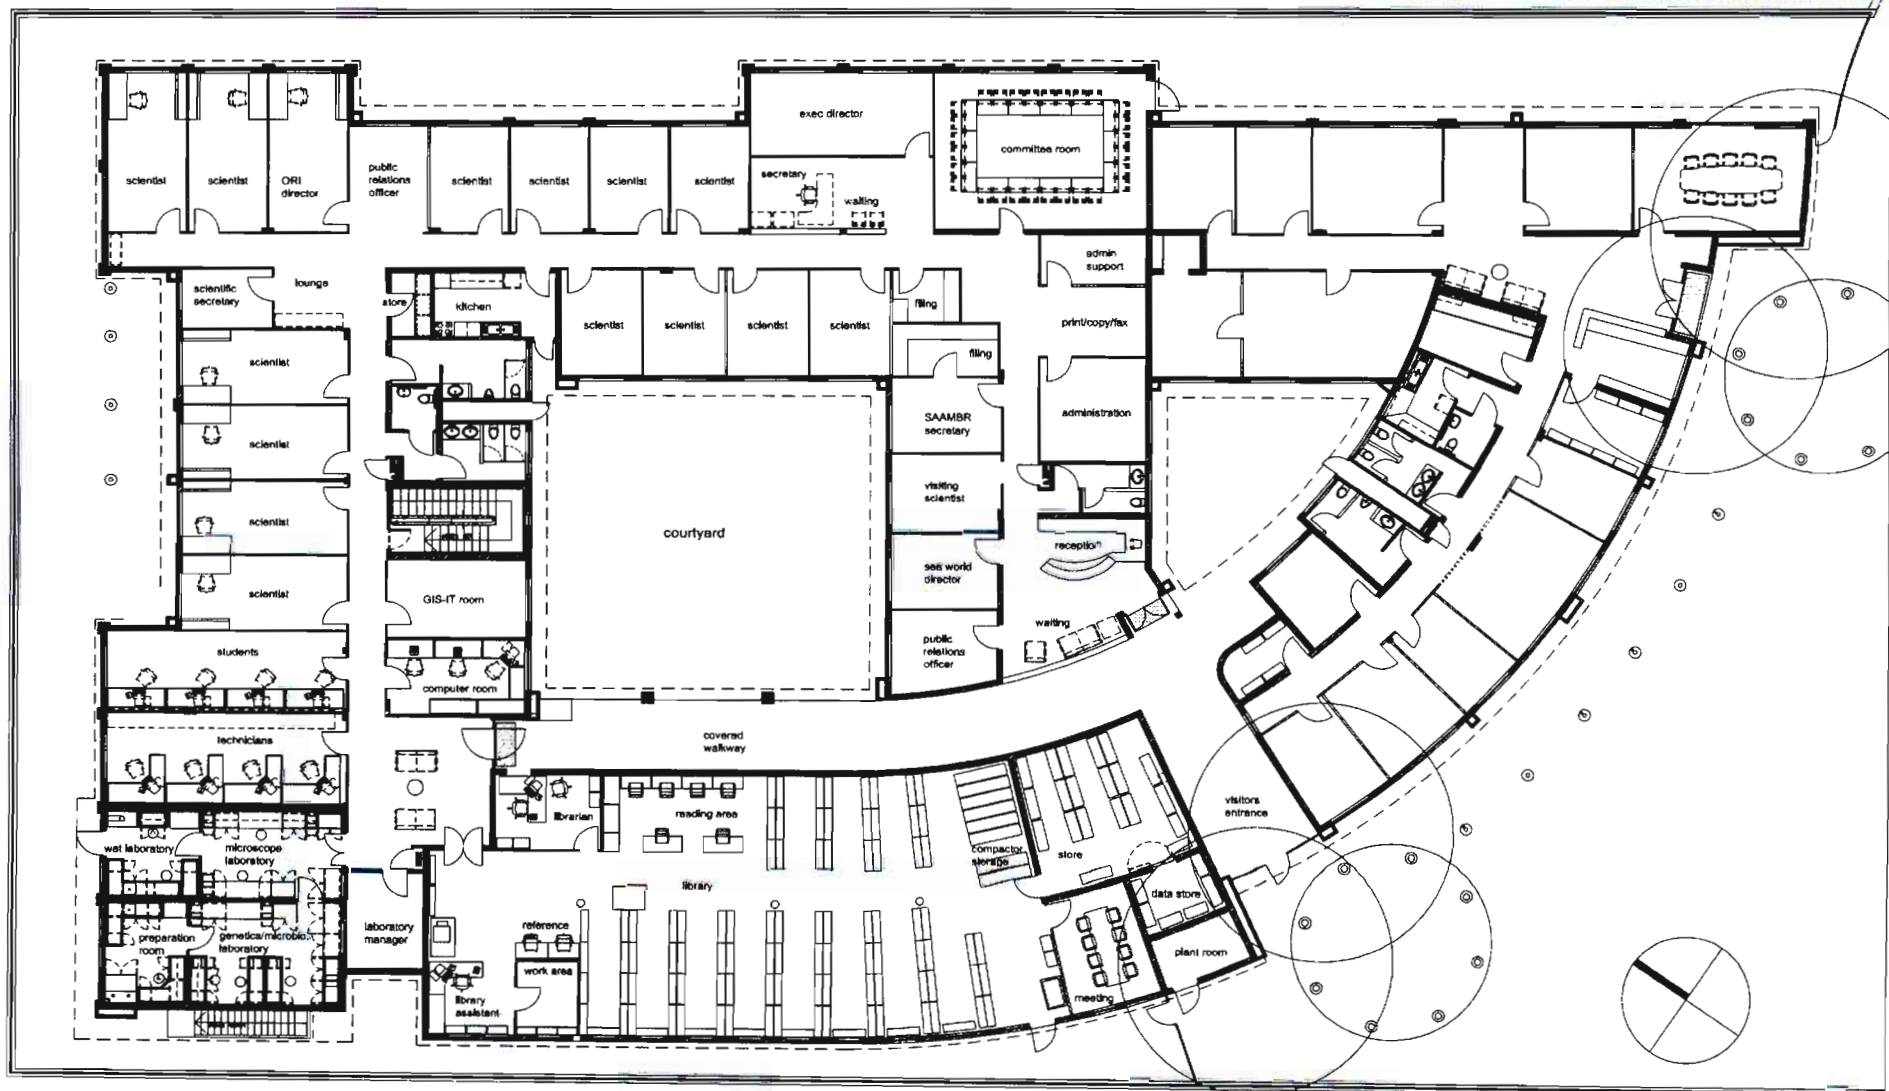 exec director
committee room
scientist
scientist
ORI
director
public
relations
officer
scientist
scientist
scientist
scientist
secretary
waiting
admin
support
scientific
secretary
lounge
store
kitchen
scientist
scientist
scientist
scientist
filing
print/copy/fax
filing
scientist
scientist
SAAMBR
secretary
administration
visiting
scientist
scientist
courtyard
reception
sea world
director
scientist
GIS-IT room
waiting
public
relations
officer
students
computer room
technicians
covered
walkway
librarian
reading area
visitors
entrance
wet laboratory
microscope
laboratory
compactor
storage
store
library
data store
laboratory
manager
reference
preparation
room
genetics/microbio.
laboratory
plant room
work area
library
assistant
meeting